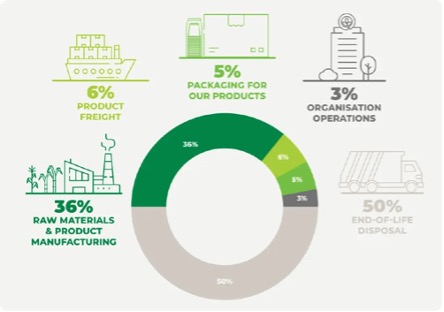 6%
PRODUCT
FREIGHT
5%
PACKAGING FOR
OUR PRODUCTS
3%
ORGANISATION
OPERATIONS
36%
RAW MATERIALS
& PRODUCT
MANUFACTURING
50%
END-OF-LIFE
DISPOSAL
36%
6%
5%
3%
50%